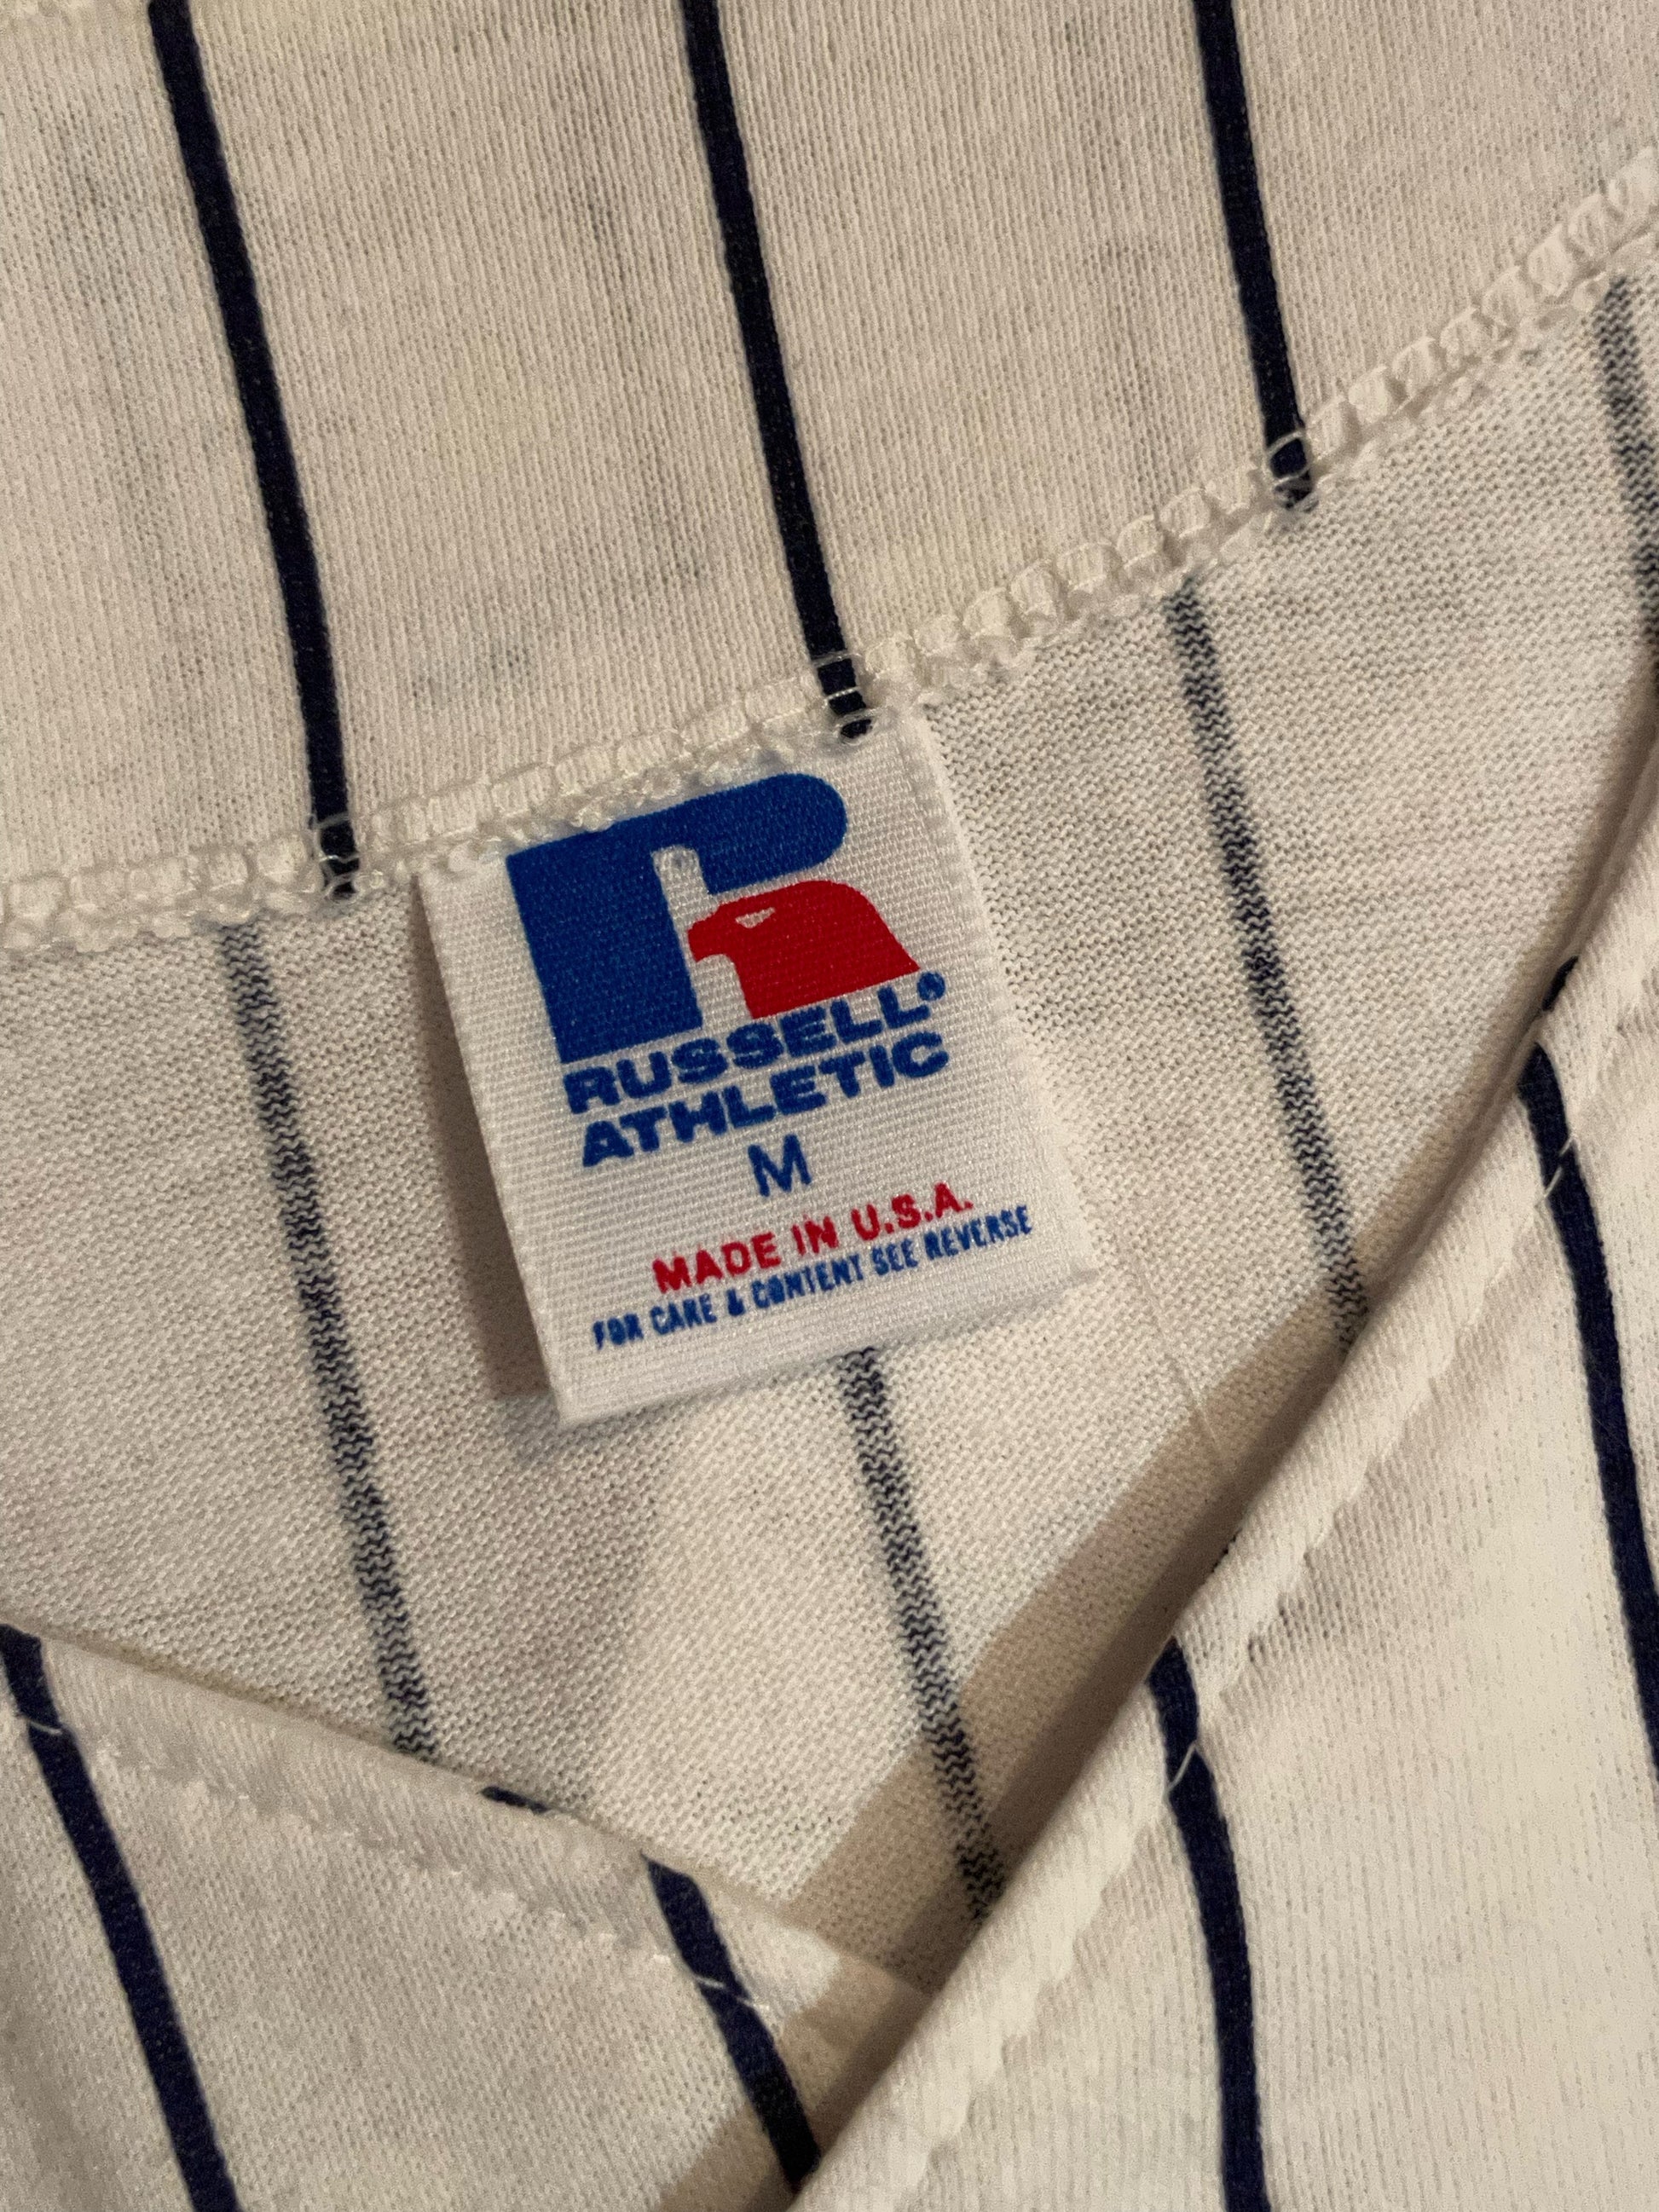 RUSSELL®
ATHLETIC
M
MADE IN U.S.A.
FOR CARE & CONTENT SEE REVERSE